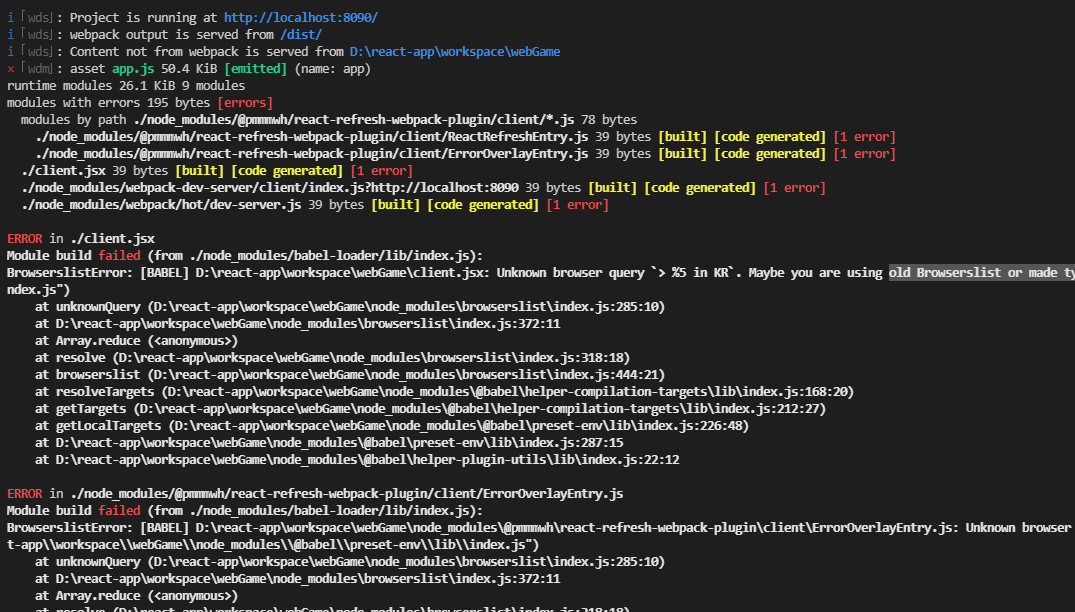 i ｢wds｣: Project is running at http://localhost:8090/
i ｢wds｣: webpack output is served from /dist/
i ｢wds｣: Content not from webpack is served from D:\react-app\workspace\webGame
× ｢wdm｣: asset app.js 50.4 KiB [emitted] (name: app)
runtime modules 26.1 KiB 9 modules
modules with errors 195 bytes [errors]
  modules by path ./node_modules/@pmmmwh/react-refresh-webpack-plugin/client/*.js 78 bytes
    ./node_modules/@pmmmwh/react-refresh-webpack-plugin/client/ReactRefreshEntry.js 39 bytes [built] [code generated] [1 error]
    ./node_modules/@pmmmwh/react-refresh-webpack-plugin/client/ErrorOverlayEntry.js 39 bytes [built] [code generated] [1 error]
  ./client.jsx 39 bytes [built] [code generated] [1 error]
  ./node_modules/webpack-dev-server/client/index.js?http://localhost:8090 39 bytes [built] [code generated] [1 error]
  ./node_modules/webpack/hot/dev-server.js 39 bytes [built] [code generated] [1 error]
ERROR in ./client.jsx
Module build failed (from ./node_modules/babel-loader/lib/index.js):
BrowserslistError: [BABEL] D:\react-app\workspace\webGame\client.jsx: Unknown browser query `> %5 in KR`. Maybe you are using old Browserslist or made ty
ndex.js")
    at unknownQuery (D:\react-app\workspace\webGame\node_modules\browserslist\index.js:285:10)
    at D:\react-app\workspace\webGame\node_modules\browserslist\index.js:372:11
    at Array.reduce (<anonymous>)
    at resolve (D:\react-app\workspace\webGame\node_modules\browserslist\index.js:318:18)
    at browserslist (D:\react-app\workspace\webGame\node_modules\browserslist\index.js:444:21)
    at resolveTargets (D:\react-app\workspace\webGame\node_modules\@babel\helper-compilation-targets\lib\index.js:168:20)
    at getTargets (D:\react-app\workspace\webGame\node_modules\@babel\helper-compilation-targets\lib\index.js:212:27)
    at getLocalTargets (D:\react-app\workspace\webGame\node_modules\@babel\preset-env\lib\index.js:226:48)
    at D:\react-app\workspace\webGame\node_modules\@babel\preset-env\lib\index.js:287:15
    at D:\react-app\workspace\webGame\node_modules\@babel\helper-plugin-utils\lib\index.js:22:12
ERROR in ./node_modules/@pmmmwh/react-refresh-webpack-plugin/client/ErrorOverlayEntry.js
Module build failed (from ./node_modules/babel-loader/lib/index.js):
BrowserslistError: [BABEL] D:\react-app\workspace\webGame\node_modules\@pmmmwh\react-refresh-webpack-plugin\client\ErrorOverlayEntry.js: Unknown browser
t-app\\workspace\\webGame\\node_modules\\@babel\\preset-env\\lib\\index.js")
    at unknownQuery (D:\react-app\workspace\webGame\node_modules\browserslist\index.js:285:10)
    at D:\react-app\workspace\webGame\node_modules\browserslist\index.js:372:11
    at Array.reduce (<anonymous>)
    at resolve (D:\react-app\workspace\webGame\node_modules\browserslist\index.js:318:18)